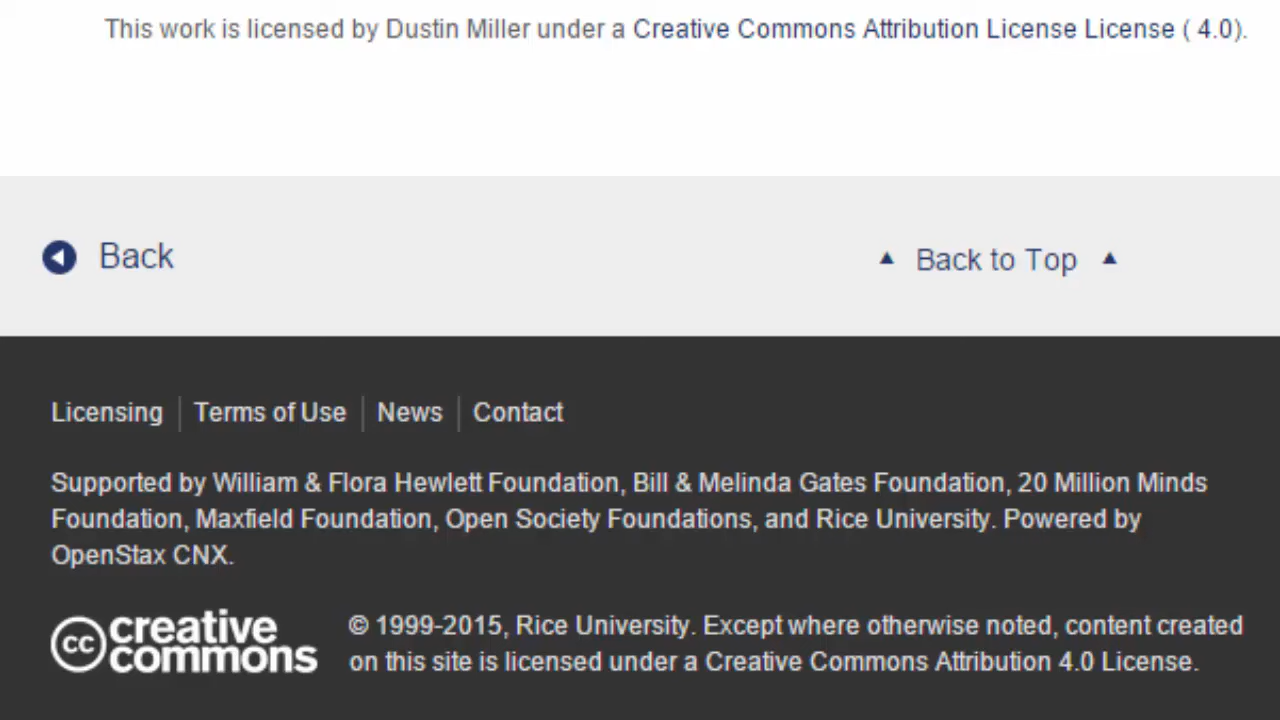 This work is licensed by Dustin Miller under a Creative Commons Attribution License License ( 4.0).
Back
Back to Top
Licensing Terms of Use News Contact
Supported by William & Flora Hewlett Foundation, Bill & Melinda Gates Foundation, 20 Million Minds
Foundation, Maxfield Foundation, Open Society Foundations, and Rice University. Powered by
OpenStax CNX.
cc creative
commons
© 1999-2015, Rice University. Except where otherwise noted, content created
on this site is licensed under a Creative Commons Attribution 4.0 License.